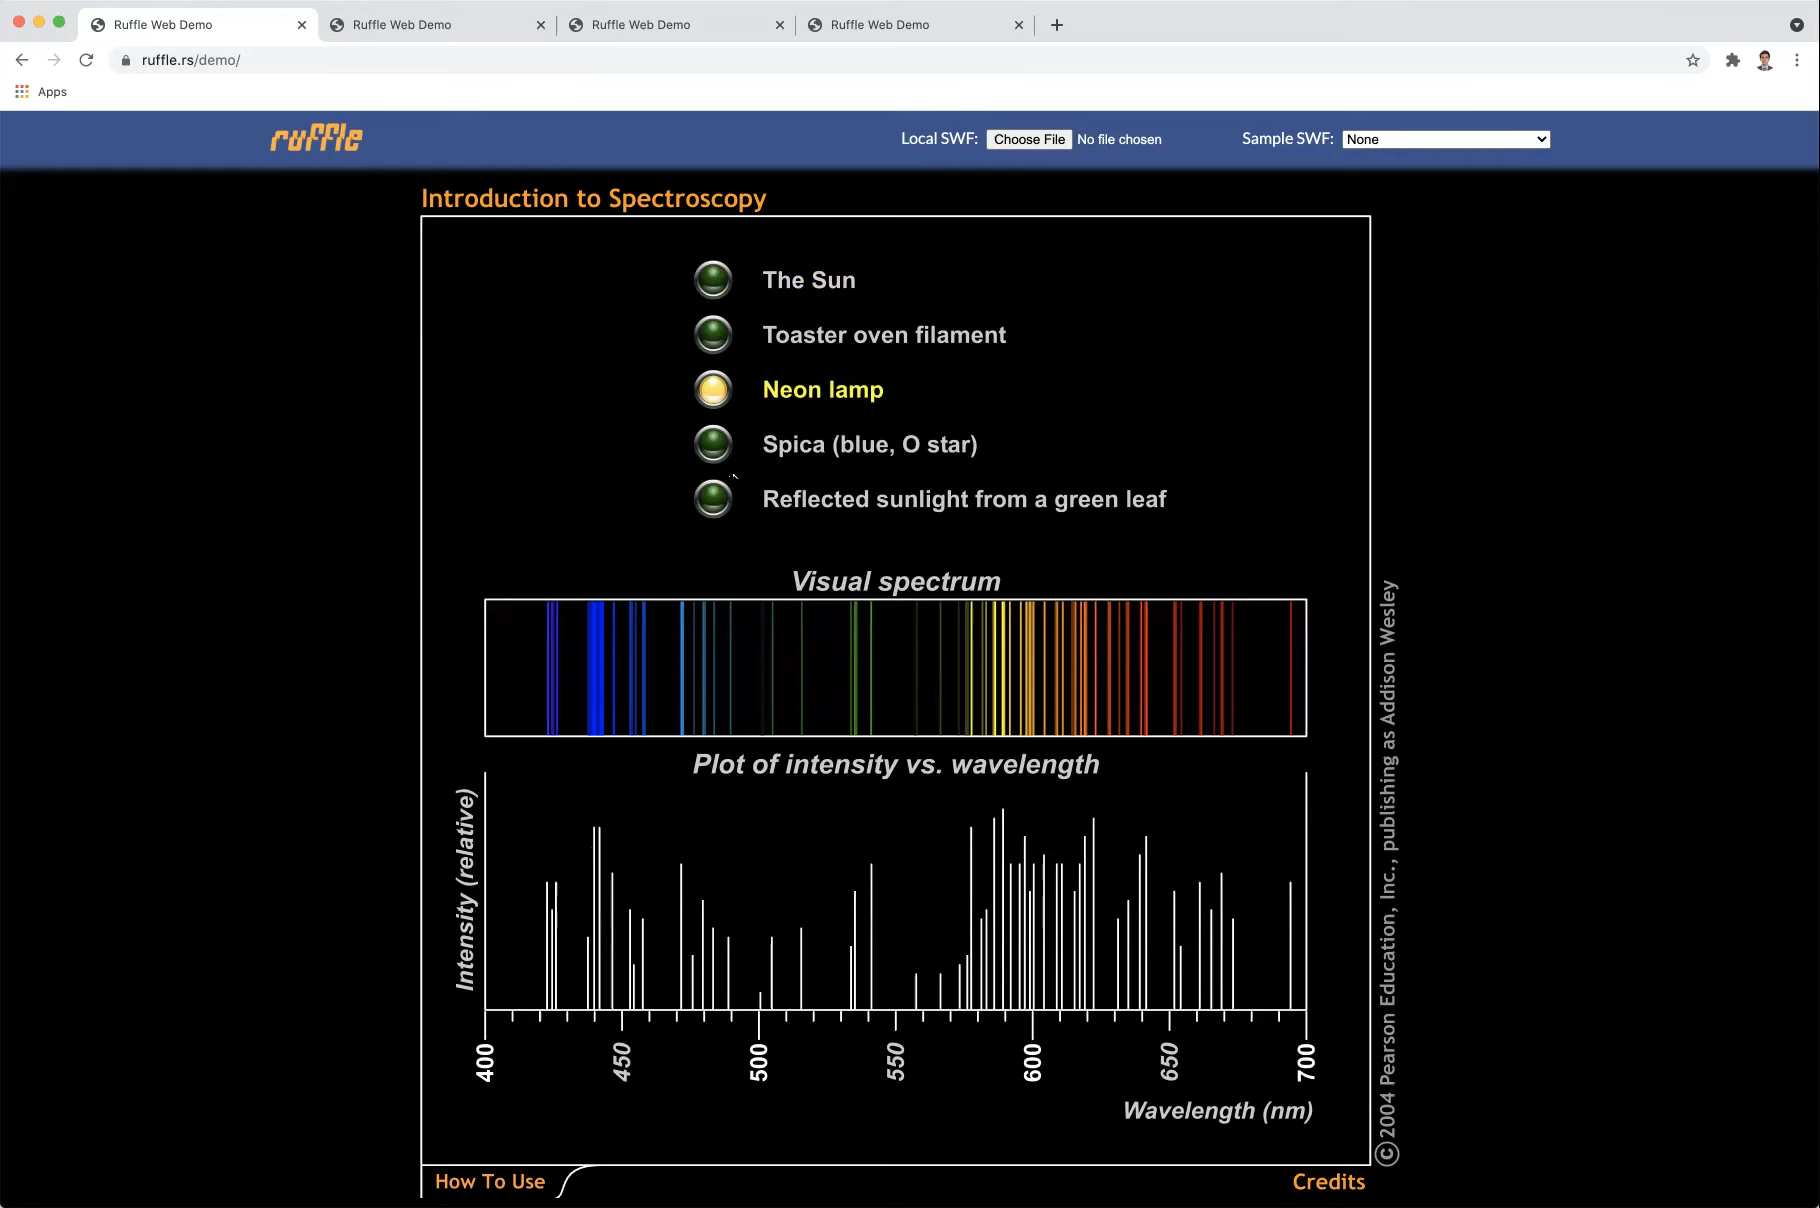 Ruffle Web Demo
Ruffle Web Demo
Ruffle Web Demo
Ruffle Web Demo
ruffle.rs/demo/
Apps
ruffle
Local SWF: Choose File No file chosen
Sample SWF: None
Introduction to Spectroscopy
The Sun
Toaster oven filament
Neon lamp
Spica (blue, O star)
Reflected sunlight from a green leaf
Visual spectrum
Plot of intensity vs. wavelength
Intensity (relative)
400 450 500 550 600 650 700
Wavelength (nm)
©2004 Pearson Education, Inc., publishing as Addison Wesley
How To Use
Credits